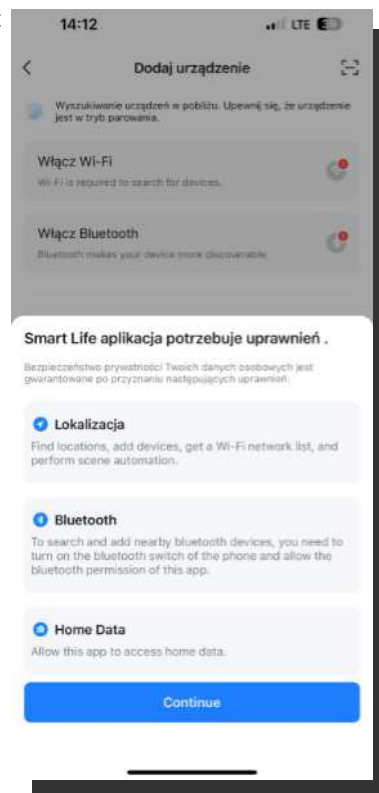 14:12
LTE
Dodaj urządzenie
Wyszukiwanie urządzeń w pobliżu. Upewnij się, że urządzenie
jest w tryb parowania.
Włącz Wi-Fi
Wi-Fi is required to search for devices.
Włącz Bluetooth
Bluetooth makes your device more discoverable.
Smart Life aplikacja potrzebuje uprawnień .
Bezpieczeństwo prywatności Twoich danych osobowych jest
gwarantowane po przyznaniu następujących uprawnień.
Lokalizacja
Find locations, add devices, get a Wi-Fi network list, and
perform scene automation.
Bluetooth
To search and add nearby bluetooth devices, you need to
turn on the bluetooth switch of the phone and allow the
bluetooth permission of this app.
Home Data
Allow this app to access home data.
Continue